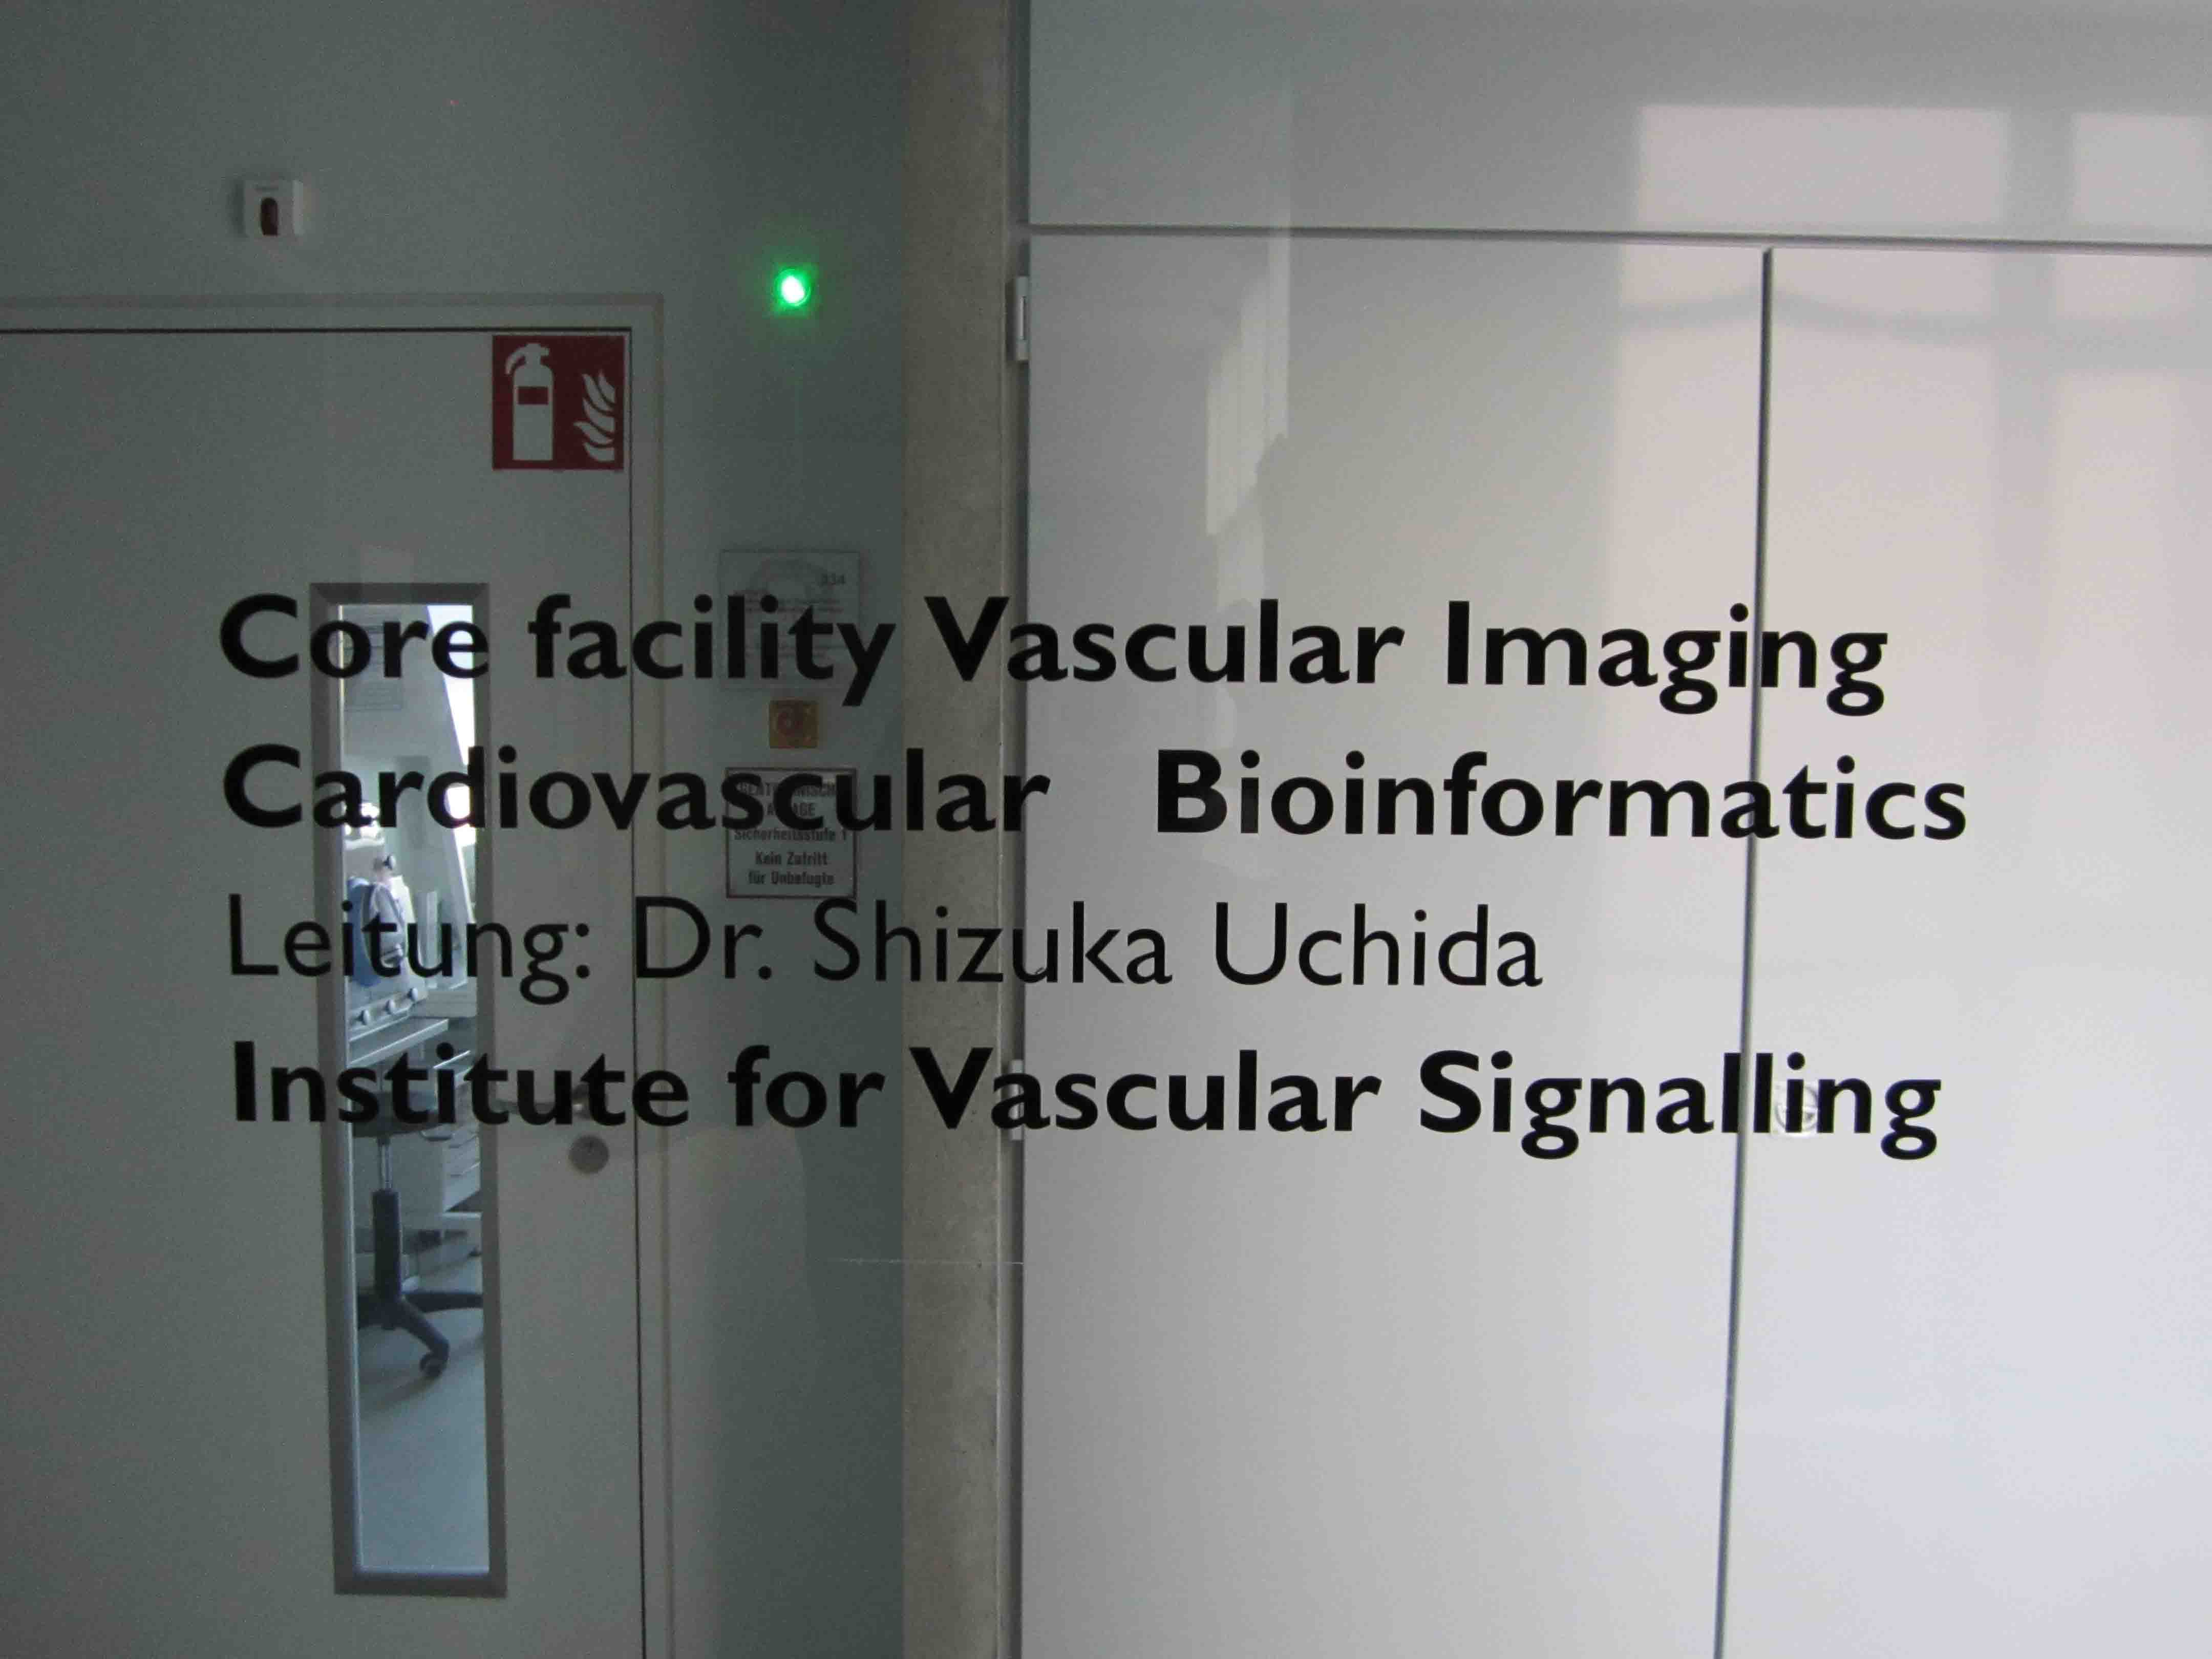 334
Core facility Vascular Imaging
Cardiovascular Bioinformatics
Leitung: Dr. Shizuka Uchida
Institute for Vascular Signalling
Sicherheitsstufe 1
Kein Zutritt
für Unbefugte